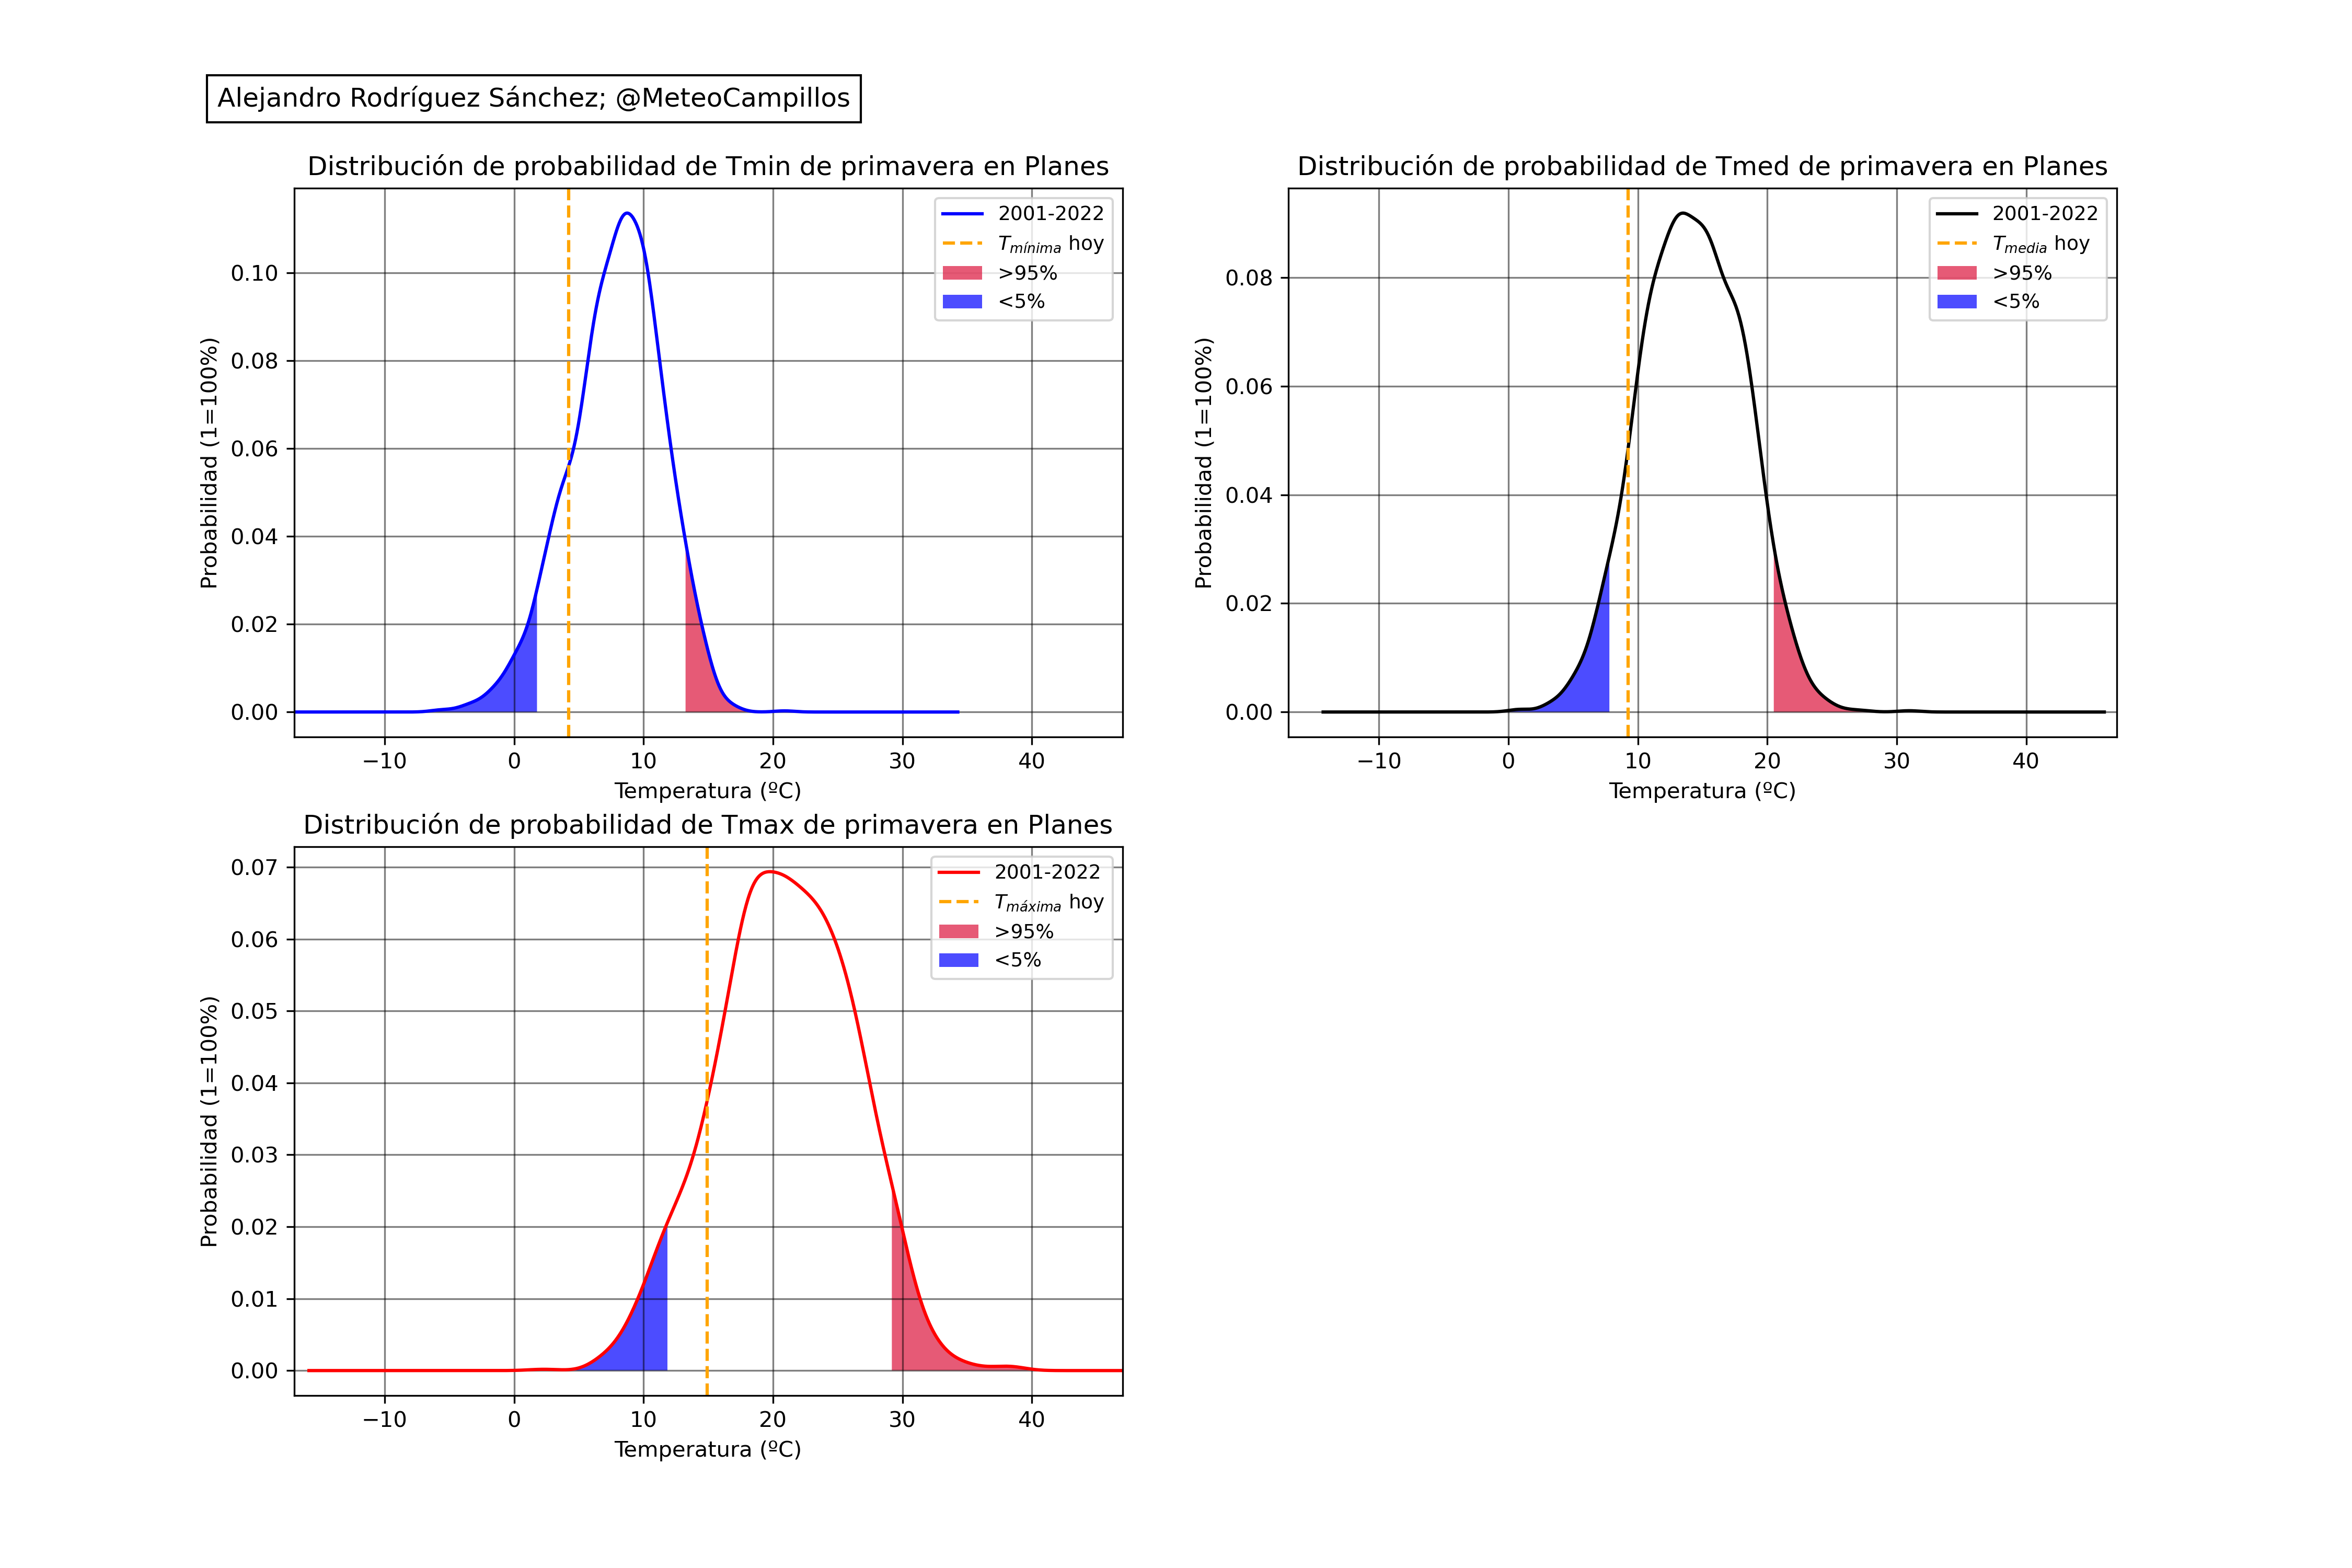 Alejandro Rodríguez Sánchez; @MeteoCampillos
Distribución de probabilidad de Tmin de primavera en Planes
Probabilidad (1=100%)
0.10
0.08
0.06
0.04
0.02
0.00
−10 0 10 20 30 40
Temperatura (ºC)
2001-2022
Tmínima hoy
>95%
<5%
Distribución de probabilidad de Tmed de primavera en Planes
Probabilidad (1=100%)
0.08
0.06
0.04
0.02
0.00
−10 0 10 20 30 40
Temperatura (ºC)
2001-2022
Tmedia hoy
>95%
<5%
Distribución de probabilidad de Tmax de primavera en Planes
Probabilidad (1=100%)
0.07
0.06
0.05
0.04
0.03
0.02
0.01
0.00
−10 0 10 20 30 40
Temperatura (ºC)
2001-2022
Tmáxima hoy
>95%
<5%